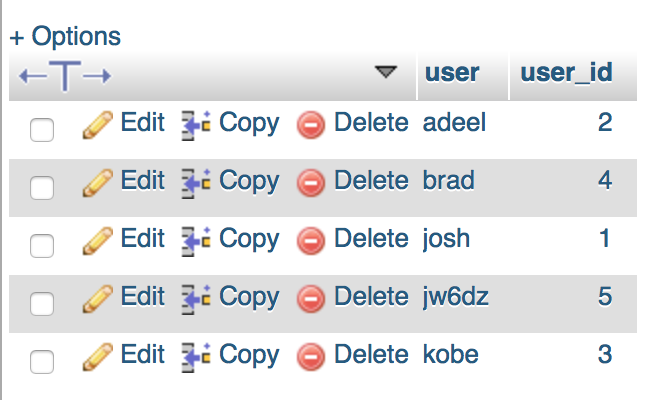 + Options
user user_id
Edit Copy Delete adeel 2
Edit Copy Delete brad 4
Edit Copy Delete josh 1
Edit Copy Delete jw6dz 5
Edit Copy Delete kobe 3